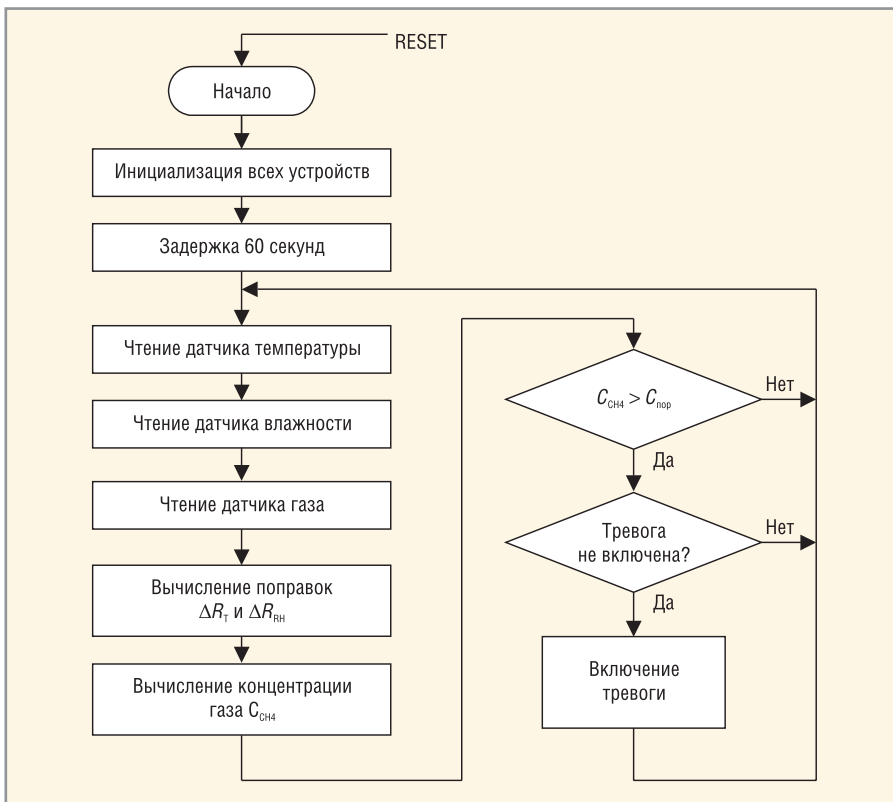 RESET
Начало
Инициализация всех устройств
Задержка 60 секунд
Чтение датчика температуры
Чтение датчика влажности
Чтение датчика газа
Вычисление поправок
ΔR_T и ΔR_RH
Вычисление концентрации
газа C_CH4
C_CH4 > C_пор
Нет
Да
Тревога
не включена?
Нет
Да
Включение
тревоги